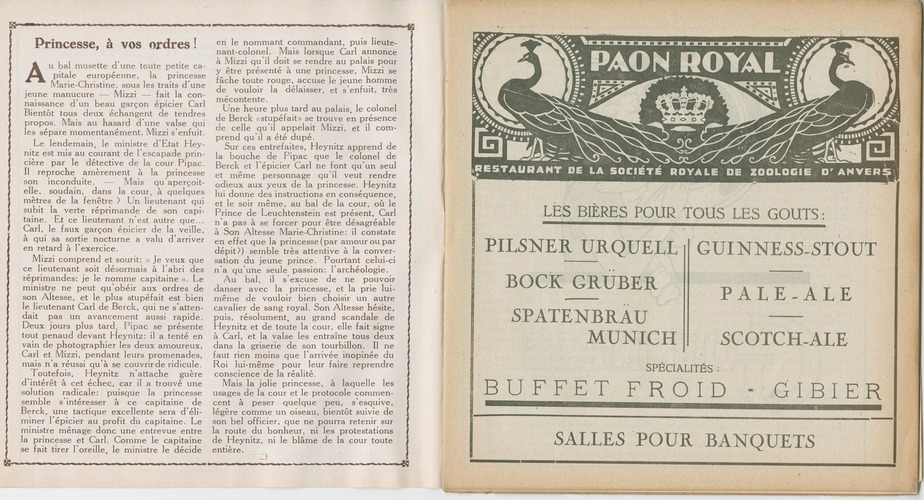 Princesse, à vos ordres !
Au bal musette d'une toute petite ca-
pitale européenne, la princesse
Marie-Christine, sous les traits d'une
jeune manucure — Mizzi — fait la con-
naissance d'un beau garçon épicier Carl
Bientôt tous deux échangent de tendres
propos. Mais au hasard d'une valse qui
les sépare momentanément, Mizzi s'enfuit.
Le lendemain, le ministre d'Etat Hey-
nitz est mis au courant de l'escapade prin-
cière par le détective de la cour Pipac.
Il reproche amèrement à la princesse
son inconduite. — Mais qu'aperçoit-
elle, soudain, dans la cour, à quelques
mètres de la fenêtre ? Un lieutenant qui
subit la verte réprimande de son capi-
taine. Et ce lieutenant n'est autre que...
Carl, le faux garçon épicier de la veille,
à qui sa sortie nocturne a valu d'arriver
en retard à l'exercice.
Mizzi comprend et sourit: « Je veux que
ce lieutenant soit désormais à l'abri des
réprimandes: je le nomme capitaine ». Le
ministre ne peut qu'obéir aux ordres de
son Altesse, et le plus stupéfait est bien
le lieutenant Carl de Berck, qui ne s'atten-
dait pas un avancement aussi rapide.
Deux jours plus tard, Pipac se présente
tout penaud devant Heynitz: il a tenté en
vain de photographier les deux amoureux,
Carl et Mizzi, pendant leurs promenades,
mais n'a réussi qu'à se couvrir de ridicule.
Toutefois, Heynitz n'attache guère
d'intérêt à cet échec, car il a trouvé une
solution radicale: puisque la princesse
semble s'intéresser à ce capitaine de
Berck, une tactique excellente sera d'éli-
miner l'épicier au profit du capitaine. Le
ministre ménage donc une entrevue entre
la princesse et Carl. Comme le capitaine
se fait tirer l'oreille, le ministre le décide
en le nommant commandant, puis lieute-
nant-colonel. Mais lorsque Carl annonce
à Mizzi qu'il doit se rendre au palais pour
y être présenté à une princesse. Mizzi se
fâche toute rouge, accuse le jeune homme
de vouloir la délaisser, et s'enfuit, très
mécontente.
Une heure plus tard au palais, le colonel
de Berck «stupéfait» se trouve en présence
de celle qu'il appelait Mizzi, et il com-
prend qu'il a été dupé.
Sur ces entrefaites, Heynitz apprend de
la bouche de Pipac que le colonel de
Berck et l'épicier Carl ne font qu'un seul
et même personnage qu'il veut rendre
odieux aux yeux de la princesse. Heynitz
lui donne des instructions en conséquence,
et le soir même, au bal de la cour, où le
Prince de Leuchtenstein est présent, Carl
n'a pas à se forcer pour être désagréable
à Son Altesse Marie-Christine: il constate
en effet que la princesse (par amour ou par
dépit?) semble très attentive à la conver-
sation du jeune prince. Pourtant celui-ci
n'a qu'une seule passion: l'archéologie.
Au bal, il s'excuse de ne pouvoir
danser avec la princesse, et la prie lui-
même de vouloir bien choisir un autre
cavalier de sang royal. Son Altesse hésite,
puis, résolument, au grand scandale de
Heynitz et de toute la cour, elle fait signe
à Carl, et la valse les entraîne tous deux
dans la griserie de son tourbillon. Il ne
faut rien moins que l'arrivée inopinée du
Roi lui-même pour leur faire reprendre
conscience de la réalité.
Mais la jolie princesse, à laquelle les
usages de la cour et le protocole commen-
cent à peser quelque peu, s'esquive,
légère comme un oiseau, bientôt suivie de
son bel officier, que ne pourra retenir sur
la route du bonheur, ni les protestations
de Heynitz, ni le blâme de la cour toute
entière.
PAON ROYAL
RESTAURANT DE LA SOCIÉTÉ ROYALE DE ZOOLOGIE D'ANVERS
LES BIÈRES POUR TOUS LES GOUTS:
PILSNER URQUELL
BOCK GRÜBER
SPATENBRÄU
MUNICH
GUINNESS-STOUT
PALE-ALE
SCOTCH-ALE
SPÉCIALITÉS:
BUFFET FROID - GIBIER
SALLES POUR BANQUETS